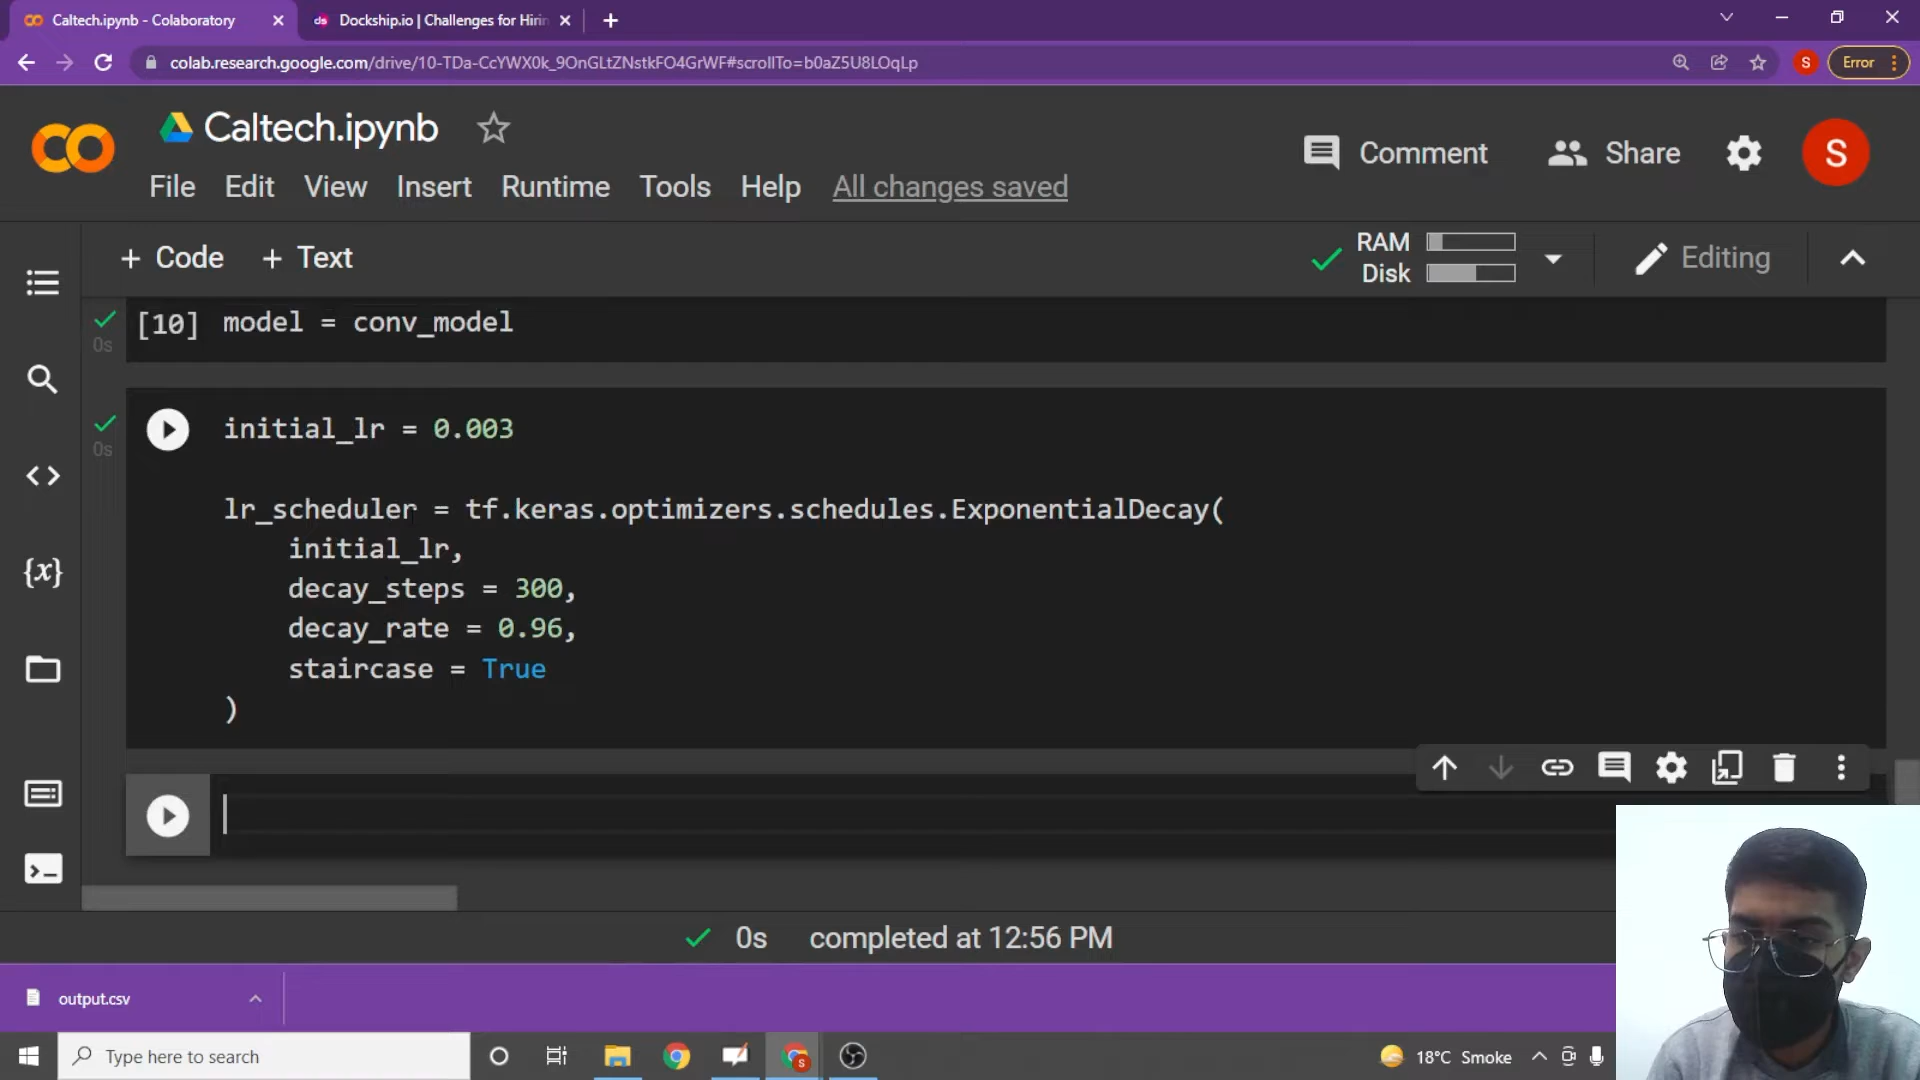 Caltech.ipynb - Colaboratory
Dockship.io | Challenges for Hirin
colab.research.google.com/drive/10-TDa-CcYWX0k_9OnGLtZNstkFO4GrWF#scrollTo=b0aZ5U8LOqLp
S
Error
CO
Caltech.ipynb
Comment
Share
S
File Edit View Insert Runtime Tools Help All changes saved
+ Code + Text
RAM
Disk
Editing
[10] model = conv_model
0s
initial_lr = 0.003
0s
lr_scheduler = tf.keras.optimizers.schedules.ExponentialDecay(
initial_lr,
decay_steps = 300,
decay_rate = 0.96,
staircase = True
)
{x}
0s completed at 12:56 PM
output.csv
Type here to search
18°C Smoke